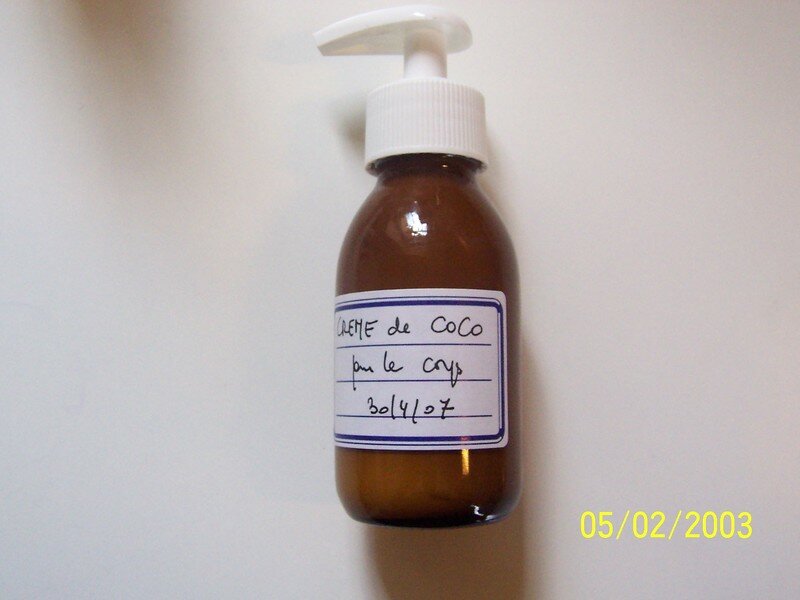 CREME de COCO
pour le corps
30/4/07
05/02/2003